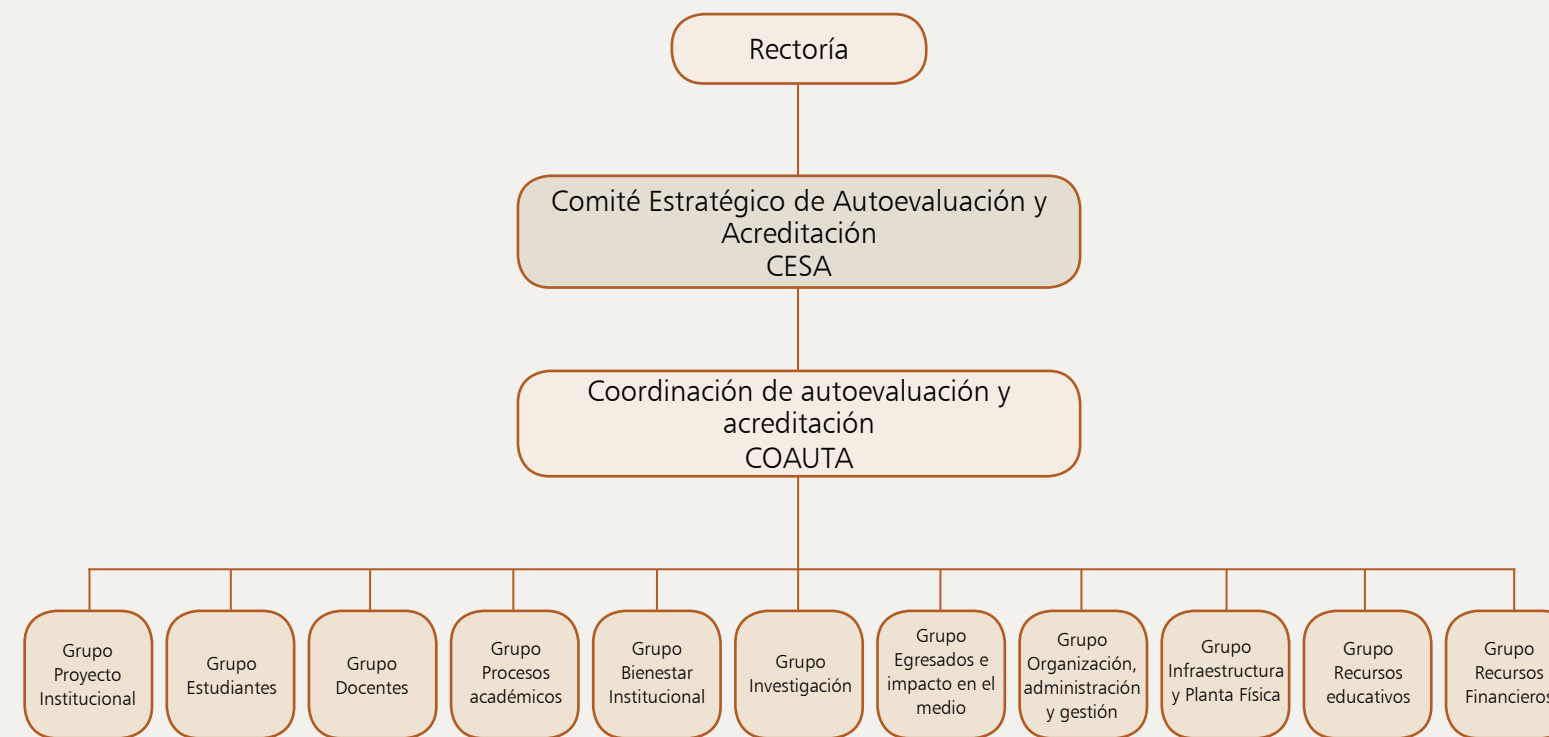 Rectoría
Comité Estratégico de Autoevaluación y
Acreditación
CESA
Coordinación de autoevaluación y
acreditación
COAUTA
Grupo
Proyecto
Institucional
Grupo
Estudiantes
Grupo
Docentes
Grupo
Procesos
académicos
Grupo
Bienestar
Institucional
Grupo
Investigación
Grupo
Egresados e
impacto en el
medio
Grupo
Organización,
administración
y gestión
Grupo
Infraestructura
y Planta Física
Grupo
Recursos
educativos
Grupo
Recursos
Financieros